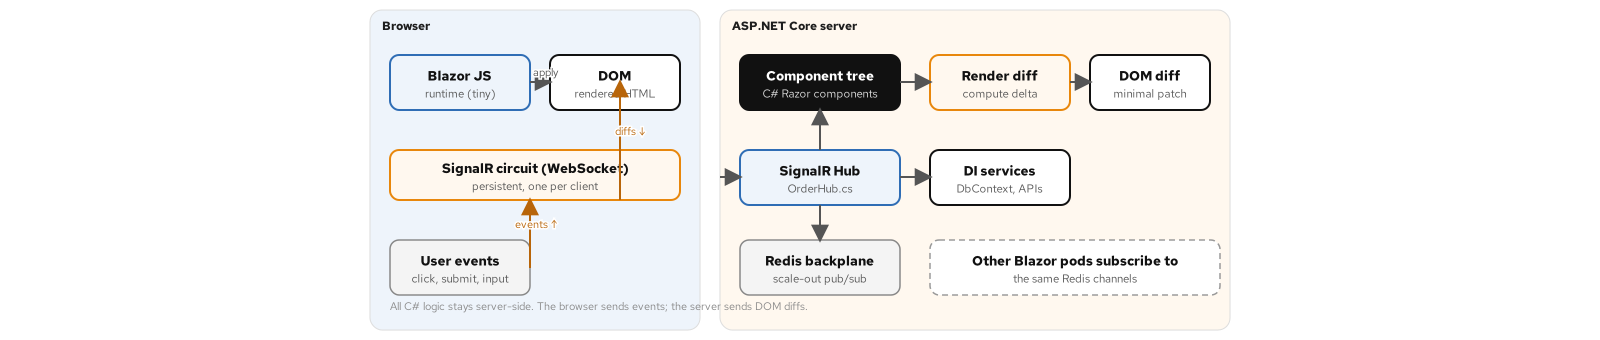 Browser
Blazor JS
runtime (tiny)
apply
DOM
rendered HTML
diffs ↓
SignalR circuit (WebSocket)
persistent, one per client
events ↑
User events
click, submit, input
All C# logic stays server-side. The browser sends events; the server sends DOM diffs.
ASP.NET Core server
Component tree
C# Razor components
Render diff
compute delta
DOM diff
minimal patch
SignalR Hub
OrderHub.cs
DI services
DbContext, APIs
Redis backplane
scale-out pub/sub
Other Blazor pods subscribe to
the same Redis channels